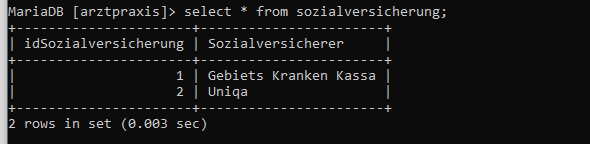 MariaDB [arztpraxis]> select * from sozialversicherung;
+----------------------+-----------------------+
| idSozialversicherung | Sozialversicherer     |
+----------------------+-----------------------+
|                    1 | Gebiets Kranken Kassa |
|                    2 | Uniqa                 |
+----------------------+-----------------------+
2 rows in set (0.003 sec)